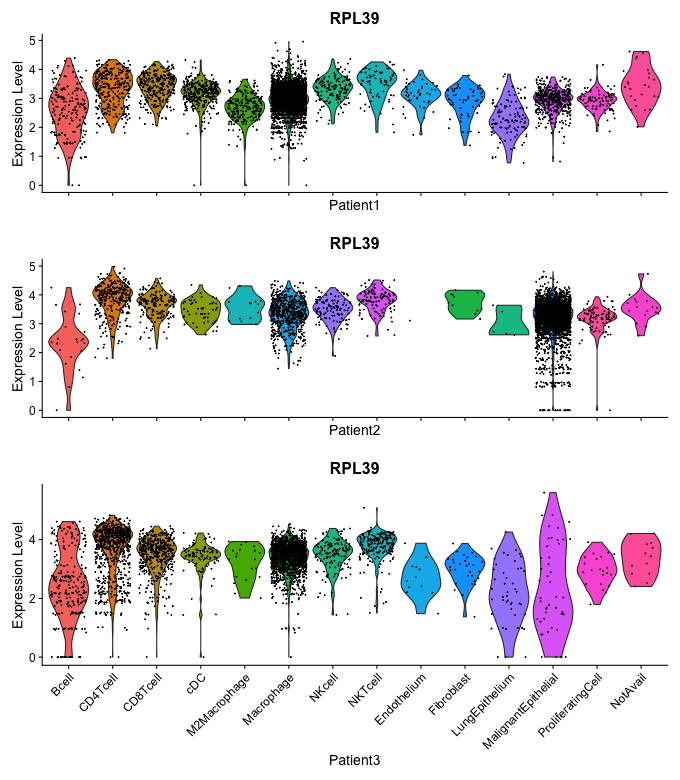 RPL39
Expression Level
5
4
3
2
1
0
Patient1
RPL39
Expression Level
5
4
3
2
1
0
Patient2
RPL39
Expression Level
4
2
0
Bcell
CD4Tcell
CD8Tcell
cDC
M2Macrophage
Macrophage
NKcell
NKTcell
Endothelium
Fibroblast
LungEpithelium
MalignantEpithelial
ProliferatingCell
NotAvail
Patient3